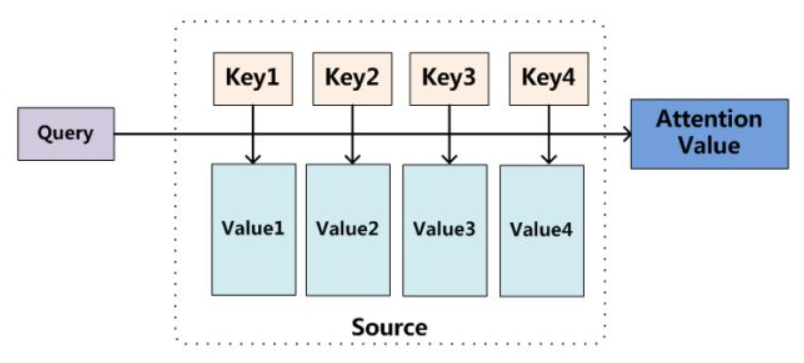 Key1 Key2 Key3 Key4
Query
Attention
Value
Value1 Value2 Value3 Value4
Source